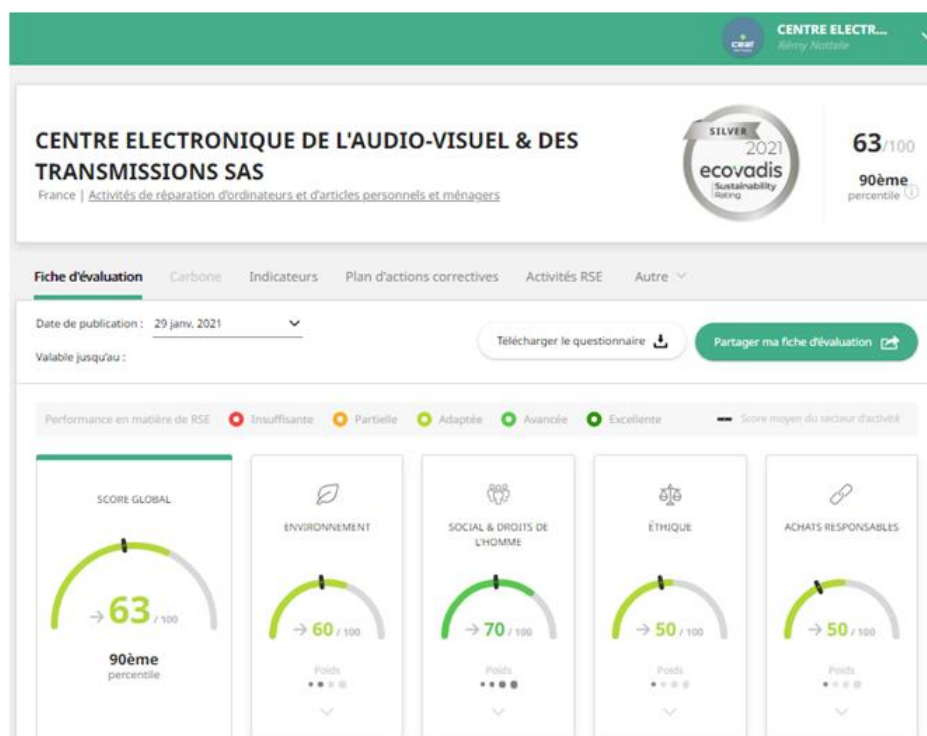 CENTRE ELECTR...
Rémy Nuttele
ceat
CENTRE ELECTRONIQUE DE L'AUDIO-VISUEL & DES
TRANSMISSIONS SAS
France | Activités de réparation d'ordinateurs et d'articles personnels et ménagers
SILVER
2021
ecovadis
Sustainability
Rating
63/100
90ème
percentile
Fiche d'évaluation Carbone Indicateurs Plan d'actions correctives Activités RSE Autre
Date de publication : 29 janv. 2021
Valable jusqu'au :
Télécharger le questionnaire
Partager ma fiche d'évaluation
Performance en matière de RSE Insuffisante Partielle Adaptée Avancée Excellente Score moyen du secteur d'activité
SCORE GLOBAL
63 / 100
90ème
percentile
ENVIRONNEMENT
60 / 100
Poids
SOCIAL & DROITS DE
L'HOMME
70 / 100
Poids
ÉTHIQUE
50 / 100
Poids
ACHATS RESPONSABLES
50 / 100
Poids